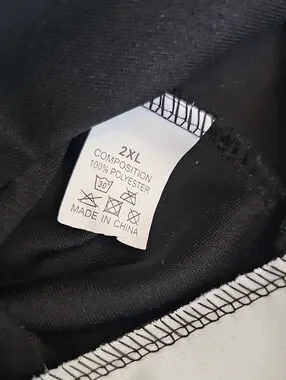 2XL
COMPOSITION
100% POLYESTER
30°
MADE IN CHINA